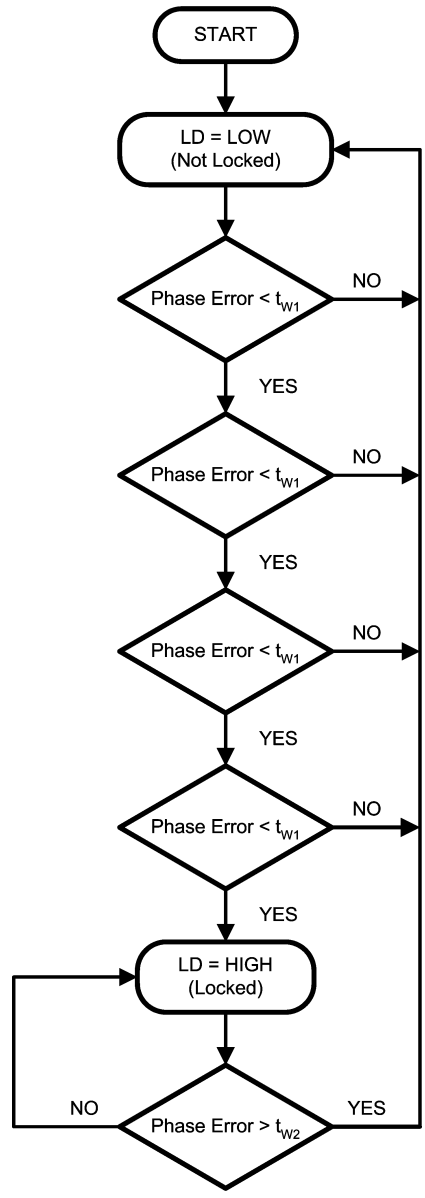 START
LD = LOW
(Not Locked)
Phase Error < tW1
NO
YES
Phase Error < tW1
NO
YES
Phase Error < tW1
NO
YES
Phase Error < tW1
NO
YES
LD = HIGH
(Locked)
NO
Phase Error > tW2
YES